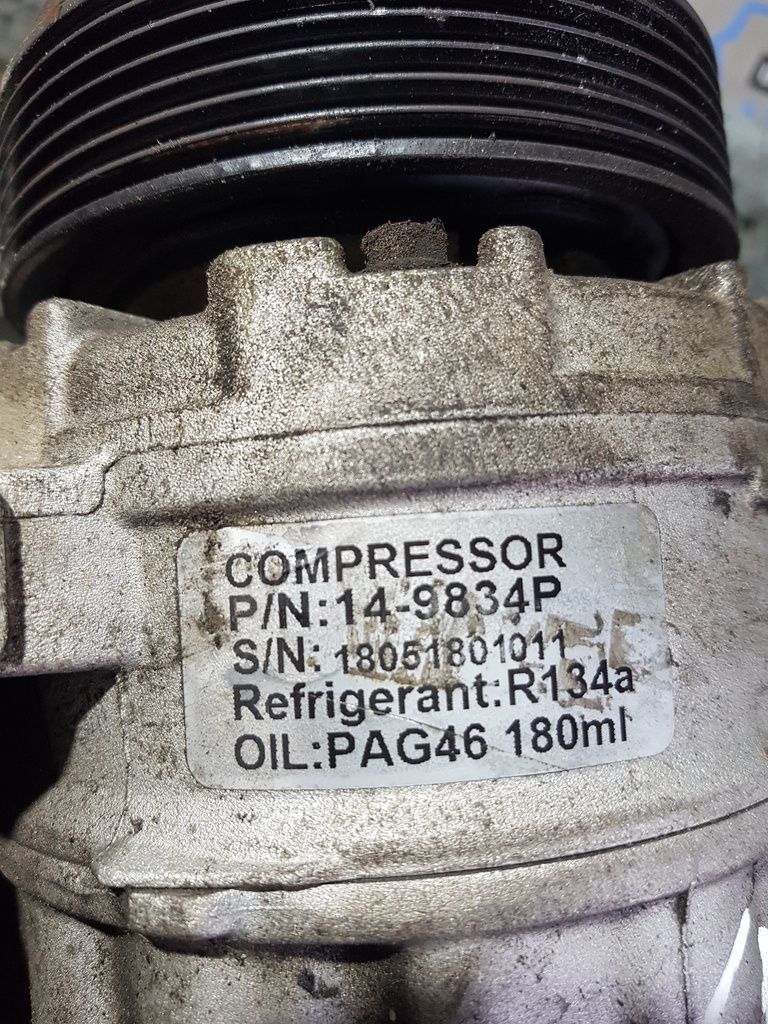 COMPRESSOR
P/N:14-9834P
S/N: 18051801011
Refrigerant:R134a
OIL:PAG46 180ml